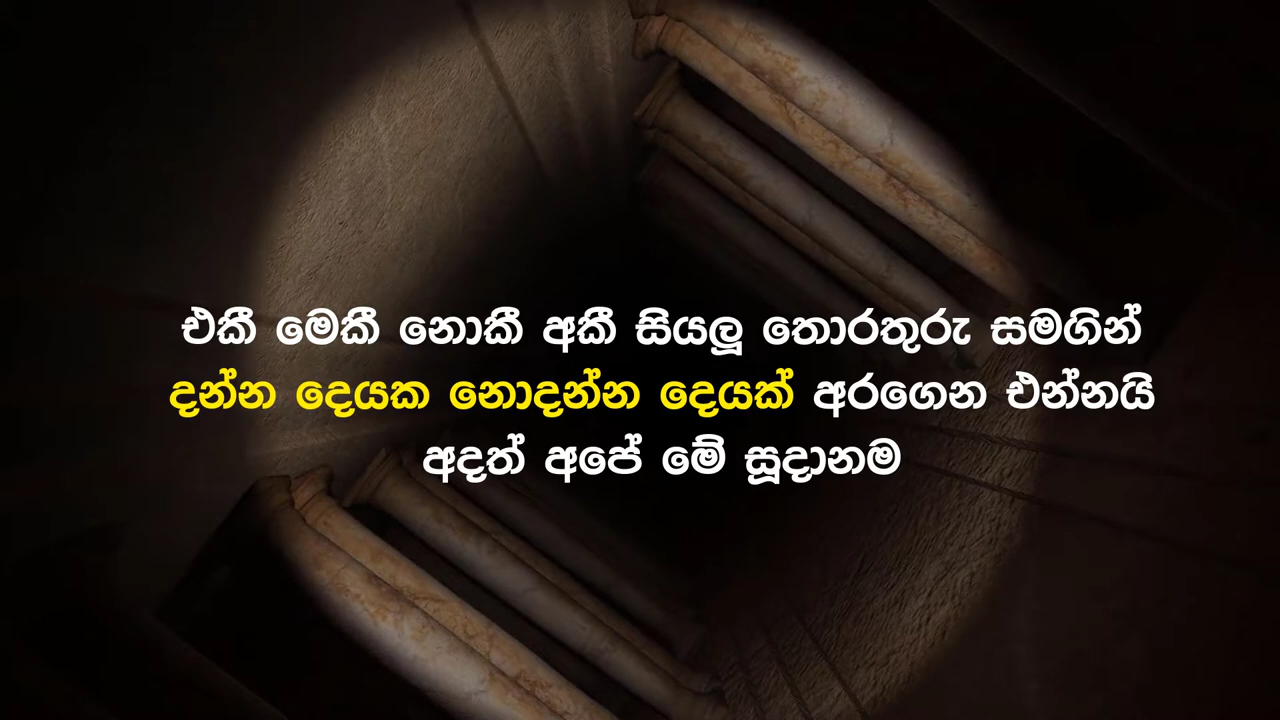 එකී මෙකී නොකී අකී සියලූ තොරතුරු සමගින්
දන්න දෙයක නොදන්න දෙයක් අරගෙන එන්නයි
අදත් අපේ මේ සූදානම